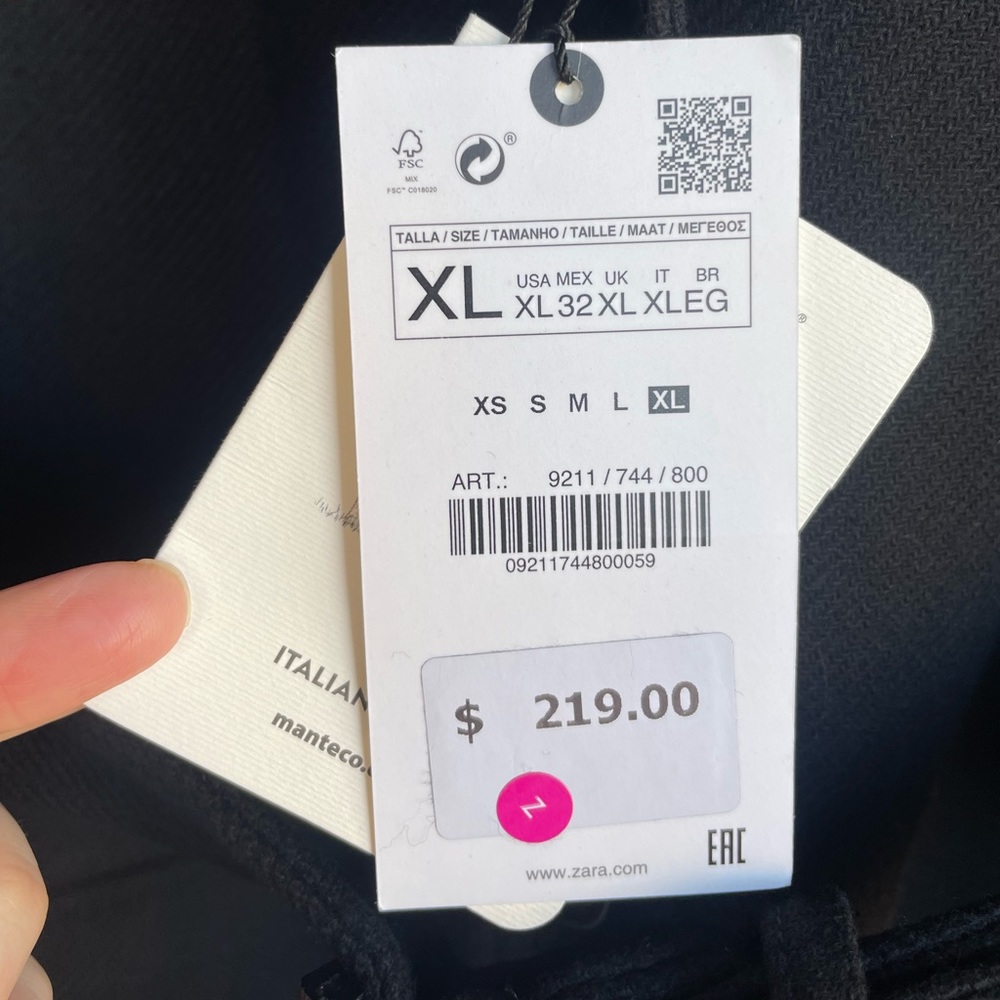 FSC
MIX
FSC™ C018020
®
TALLA / SIZE / TAMANHO / TAILLE / MAAT / ΜΕΓΕΘΟΣ
XL
USA MEX UK IT BR
XL 32 XL XL EG
XS S M L XL
ART.: 9211 / 744 / 800
09211744800059
$ 219.00
Z
www.zara.com
EAC
®
ITALIAN
manteco.